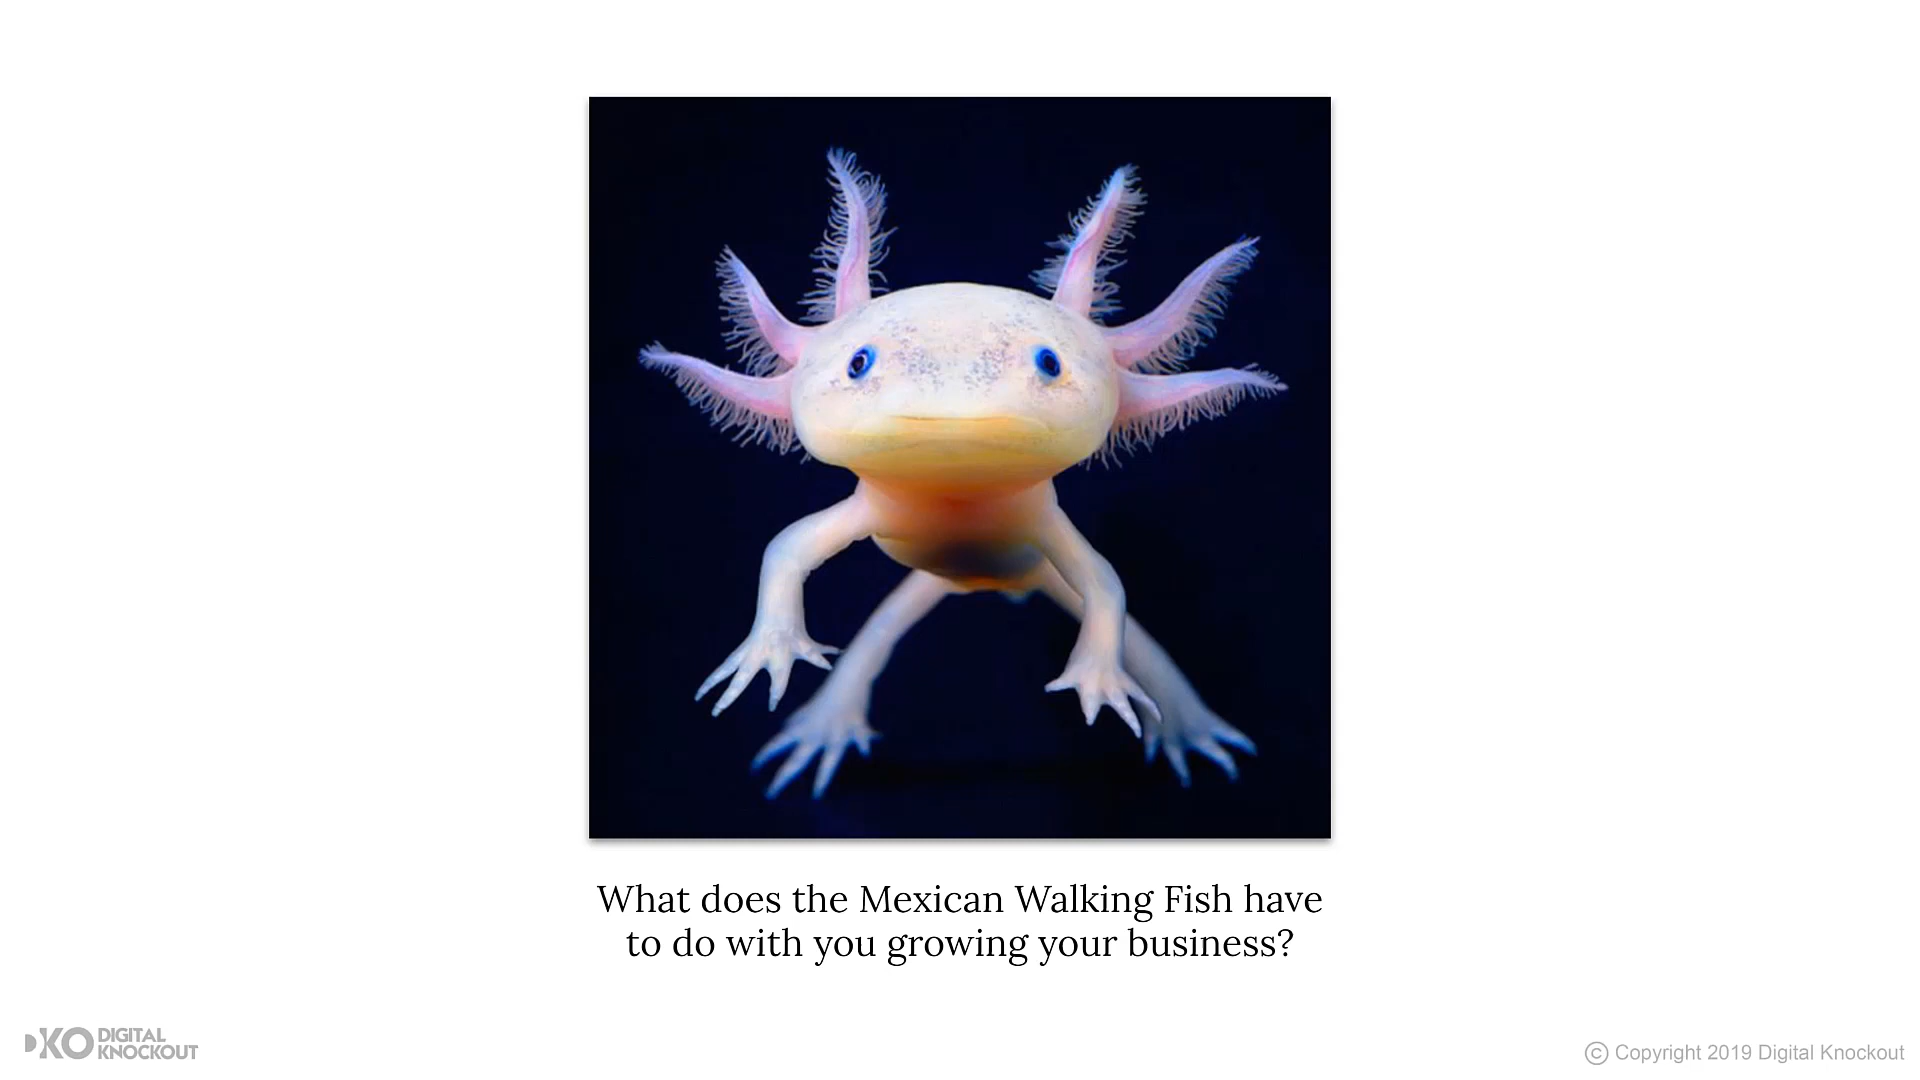 What does the Mexican Walking Fish have
to do with you growing your business?
DKO DIGITAL
KNOCKOUT
© Copyright 2019 Digital Knockout